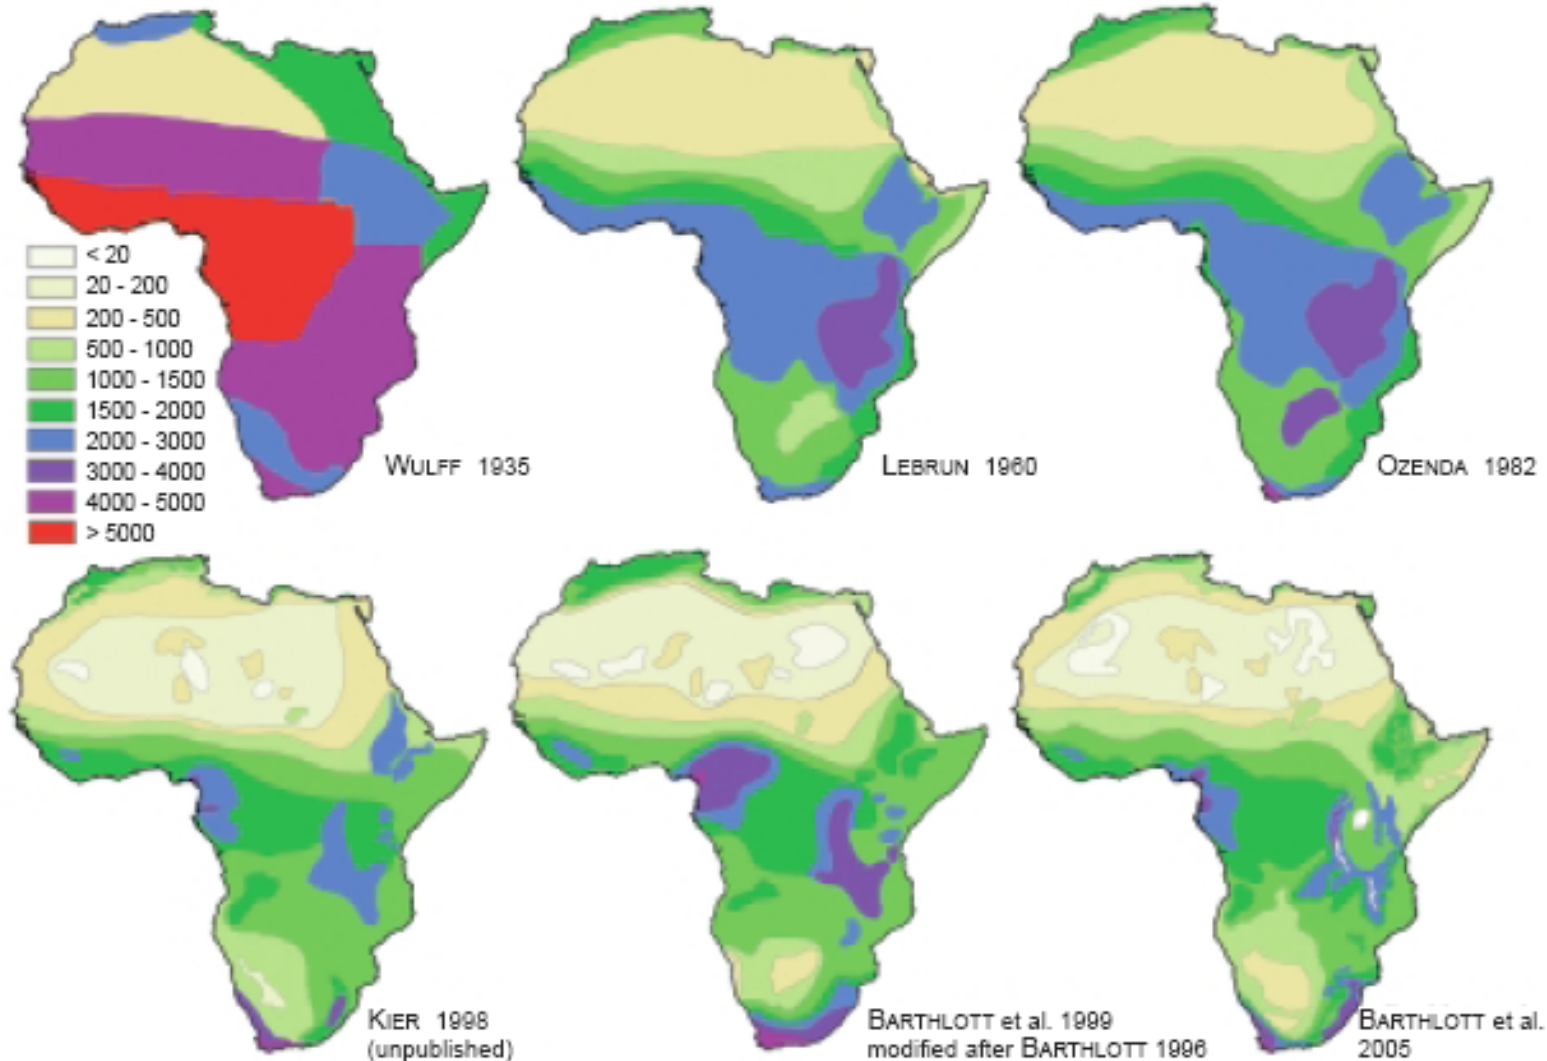 < 20
20 - 200
200 - 500
500 - 1000
1000 - 1500
1500 - 2000
2000 - 3000
3000 - 4000
4000 - 5000
> 5000
WULFF 1935
LEBRUN 1960
OZENDA 1982
KIER 1998
(unpublished)
BARTHLOTT et al. 1999
modified after BARTHLOTT 1996
BARTHLOTT et al.
2005